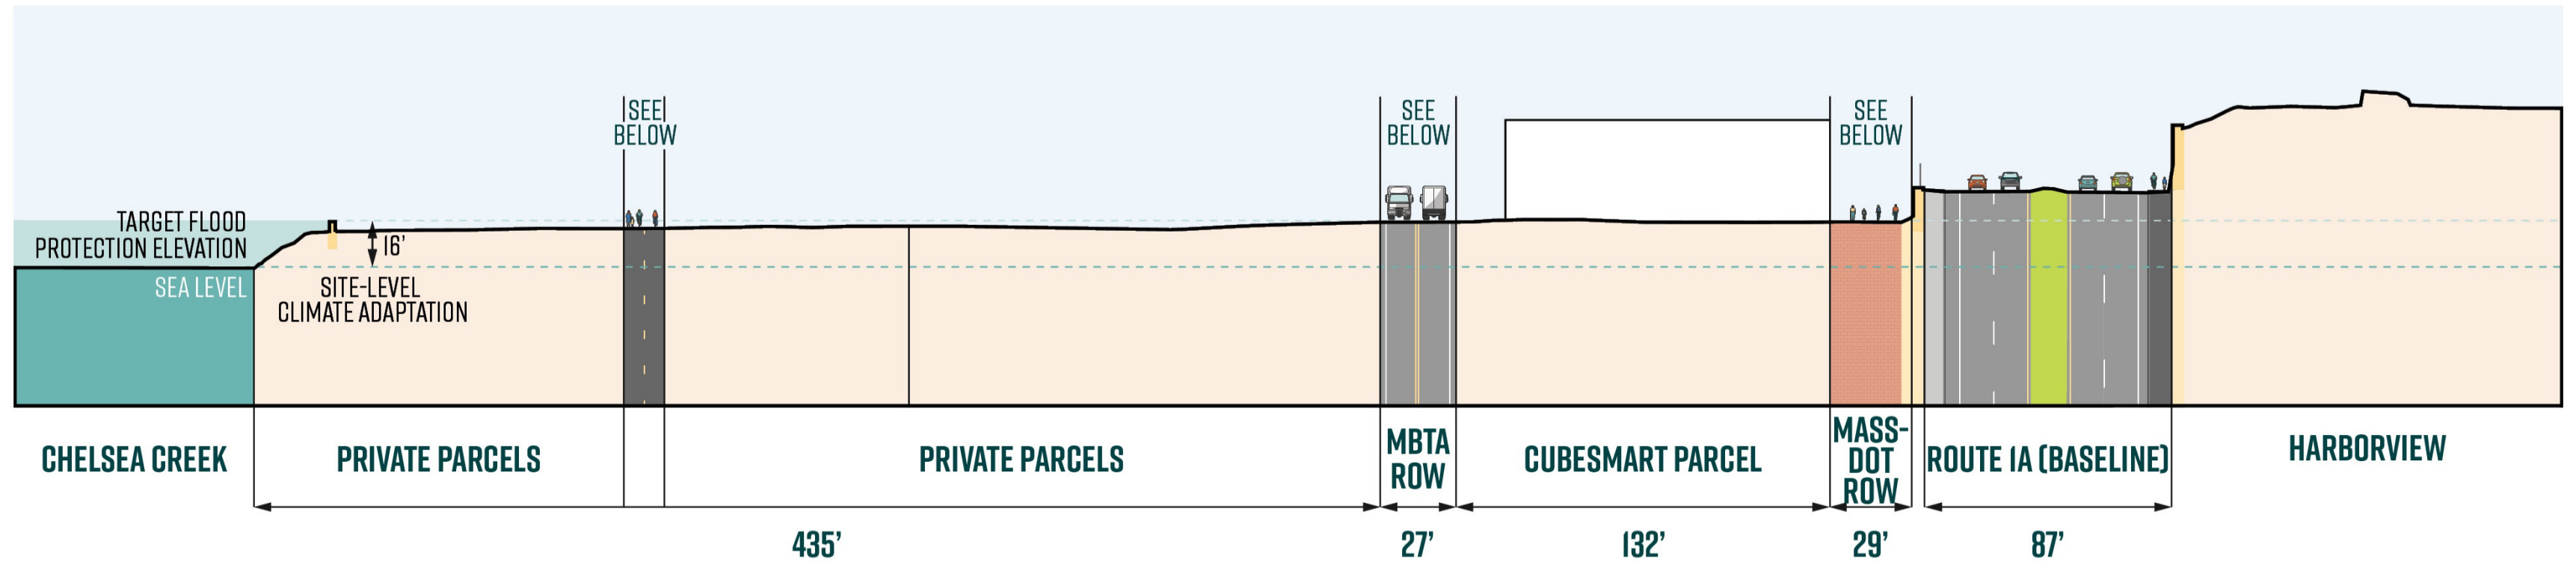 SEE
BELOW
SEE
BELOW
SEE
BELOW
TARGET FLOOD
PROTECTION ELEVATION
16'
SEA LEVEL
SITE-LEVEL
CLIMATE ADAPTATION
CHELSEA CREEK
PRIVATE PARCELS
PRIVATE PARCELS
MBTA
ROW
CUBESMART PARCEL
MASS-
DOT
ROW
ROUTE 1A (BASELINE)
HARBORVIEW
435'
27'
132'
29'
87'